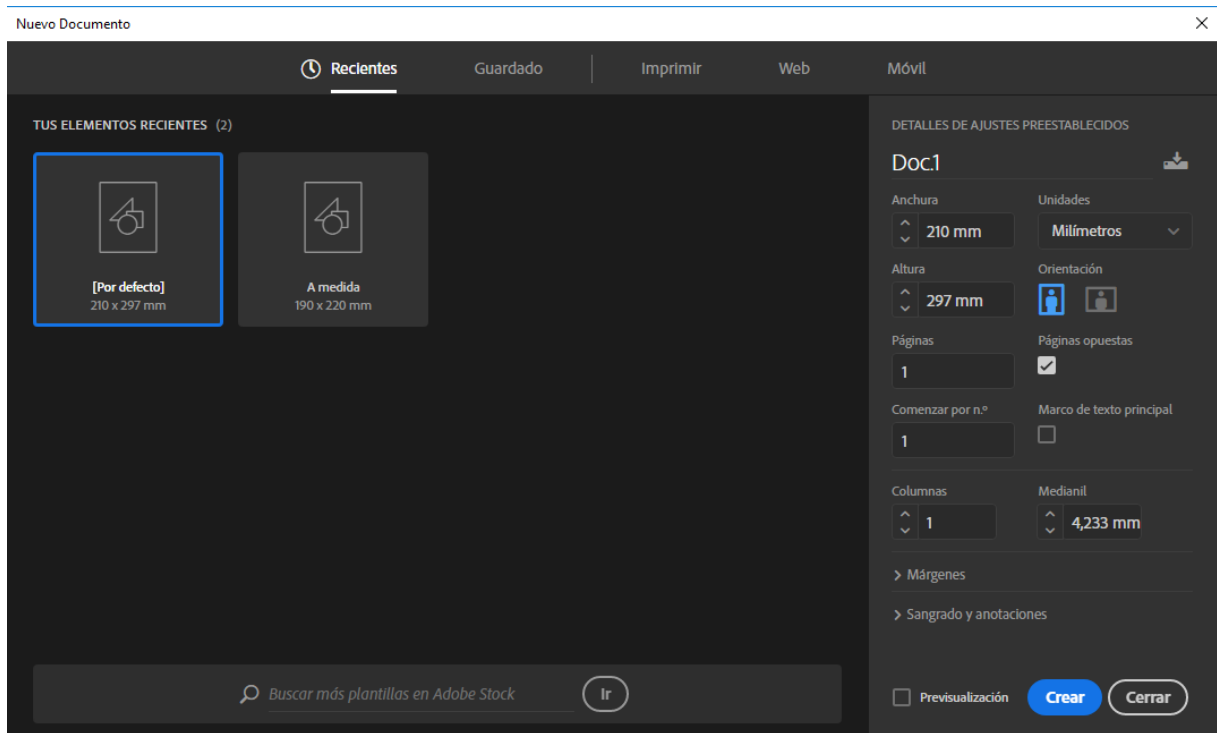 Nuevo Documento
Recientes
Guardado
Imprimir
Web
Móvil
TUS ELEMENTOS RECIENTES (2)
[Por defecto]
210 x 297 mm
A medida
190 x 220 mm
Buscar más plantillas en Adobe Stock
Ir
DETALLES DE AJUSTES PREESTABLECIDOS
Doc.1
Anchura
Unidades
210 mm
Milímetros
Altura
Orientación
297 mm
Páginas
Páginas opuestas
1
Comenzar por n.º
Marco de texto principal
1
Columnas
Medianil
1
4,233 mm
Márgenes
Sangrado y anotaciones
Previsualización
Crear
Cerrar